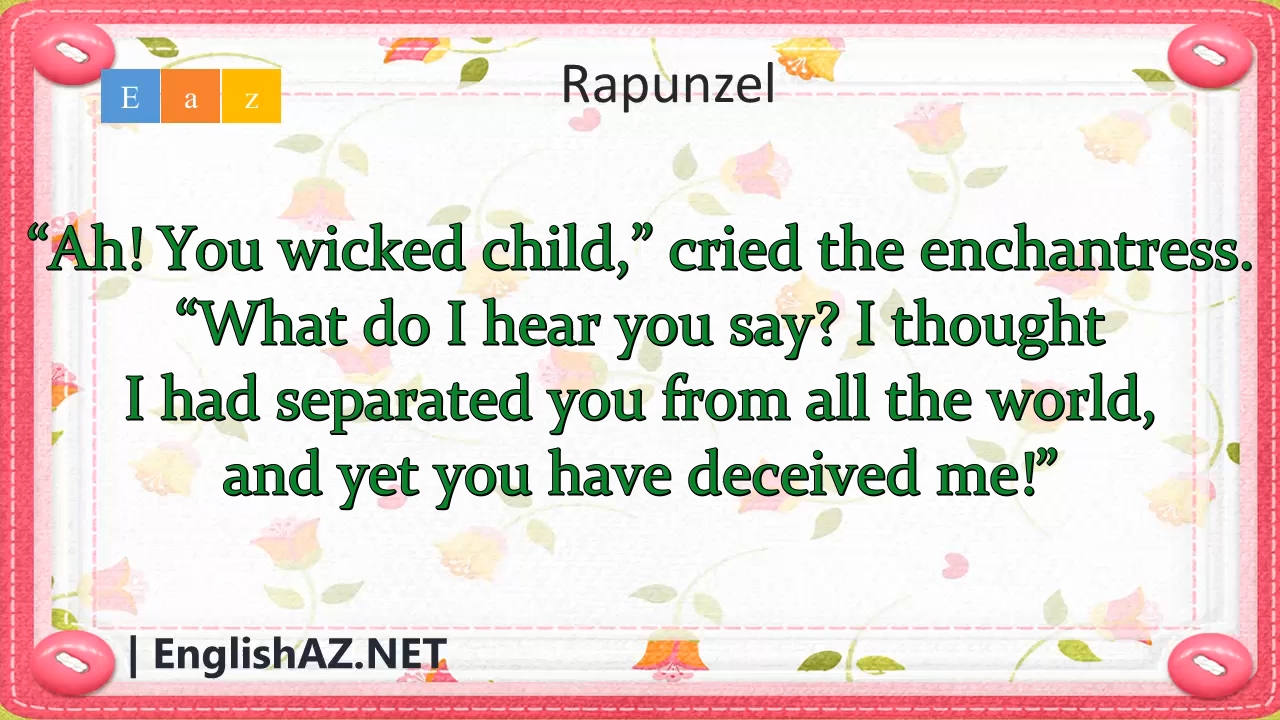 Rapunzel
E a z
“Ah! You wicked child,” cried the enchantress.
“What do I hear you say? I thought
I had separated you from all the world,
and yet you have deceived me!”
| EnglishAZ.NET